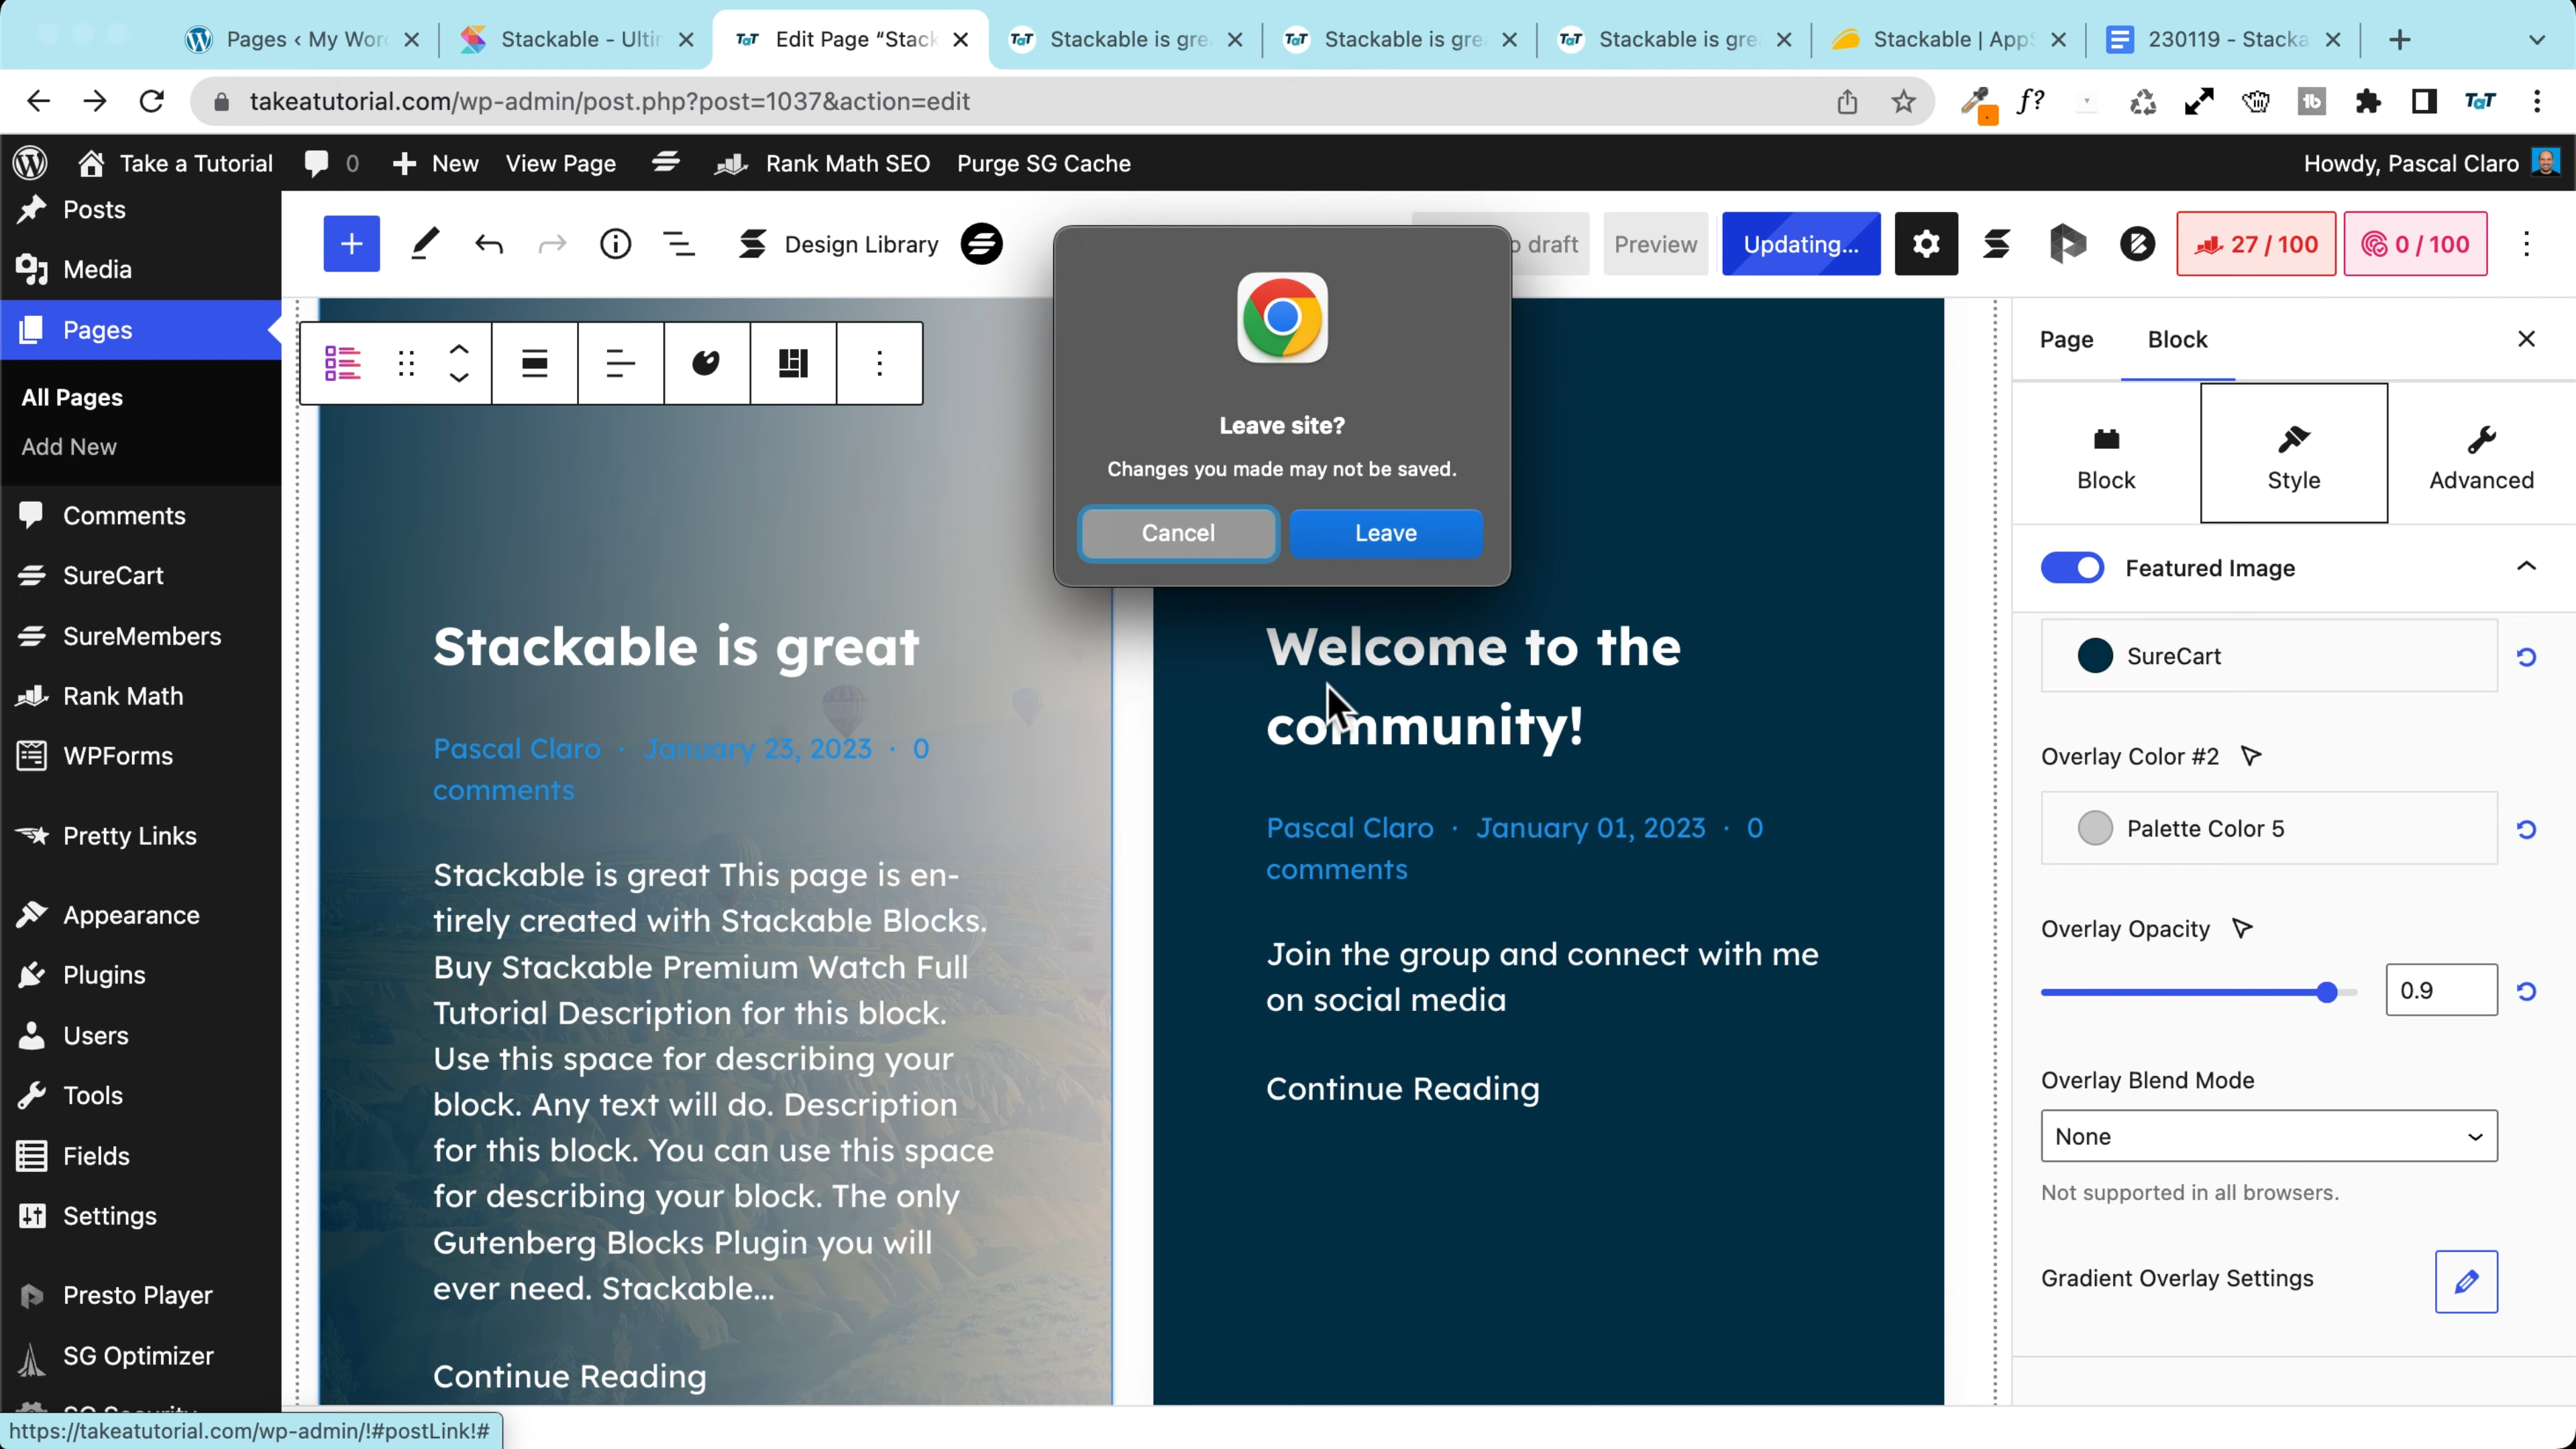 Pages ‹ My Wor
Stackable - Ultir
TaT Edit Page “Stack
TaT Stackable is gre
TaT Stackable is gre
TaT Stackable is gre
Stackable | App
230119 - Stacka
takeatutorial.com/wp-admin/post.php?post=1037&action=edit
f?
tb
TaT
Take a Tutorial
0
New
View Page
Rank Math SEO
Purge SG Cache
Howdy, Pascal Claro
Posts
Media
Pages
All Pages
Add New
Comments
SureCart
SureMembers
Rank Math
WPForms
Pretty Links
Appearance
Plugins
Users
Tools
Fields
Settings
Presto Player
SG Optimizer
Design Library
draft
Preview
Updating...
27 / 100
0 / 100
Leave site?
Changes you made may not be saved.
Cancel
Leave
Stackable is great
Pascal Claro · January 23, 2023 · 0
comments
Stackable is great This page is en-
tirely created with Stackable Blocks.
Buy Stackable Premium Watch Full
Tutorial Description for this block.
Use this space for describing your
block. Any text will do. Description
for this block. You can use this space
for describing your block. The only
Gutenberg Blocks Plugin you will
ever need. Stackable...
Continue Reading
Welcome to the
community!
Pascal Claro · January 01, 2023 · 0
comments
Join the group and connect with me
on social media
Continue Reading
Page
Block
Block
Style
Advanced
Featured Image
SureCart
Overlay Color #2
Palette Color 5
Overlay Opacity
0.9
Overlay Blend Mode
None
Not supported in all browsers.
Gradient Overlay Settings
https://takeatutorial.com/wp-admin/!#postLink!#